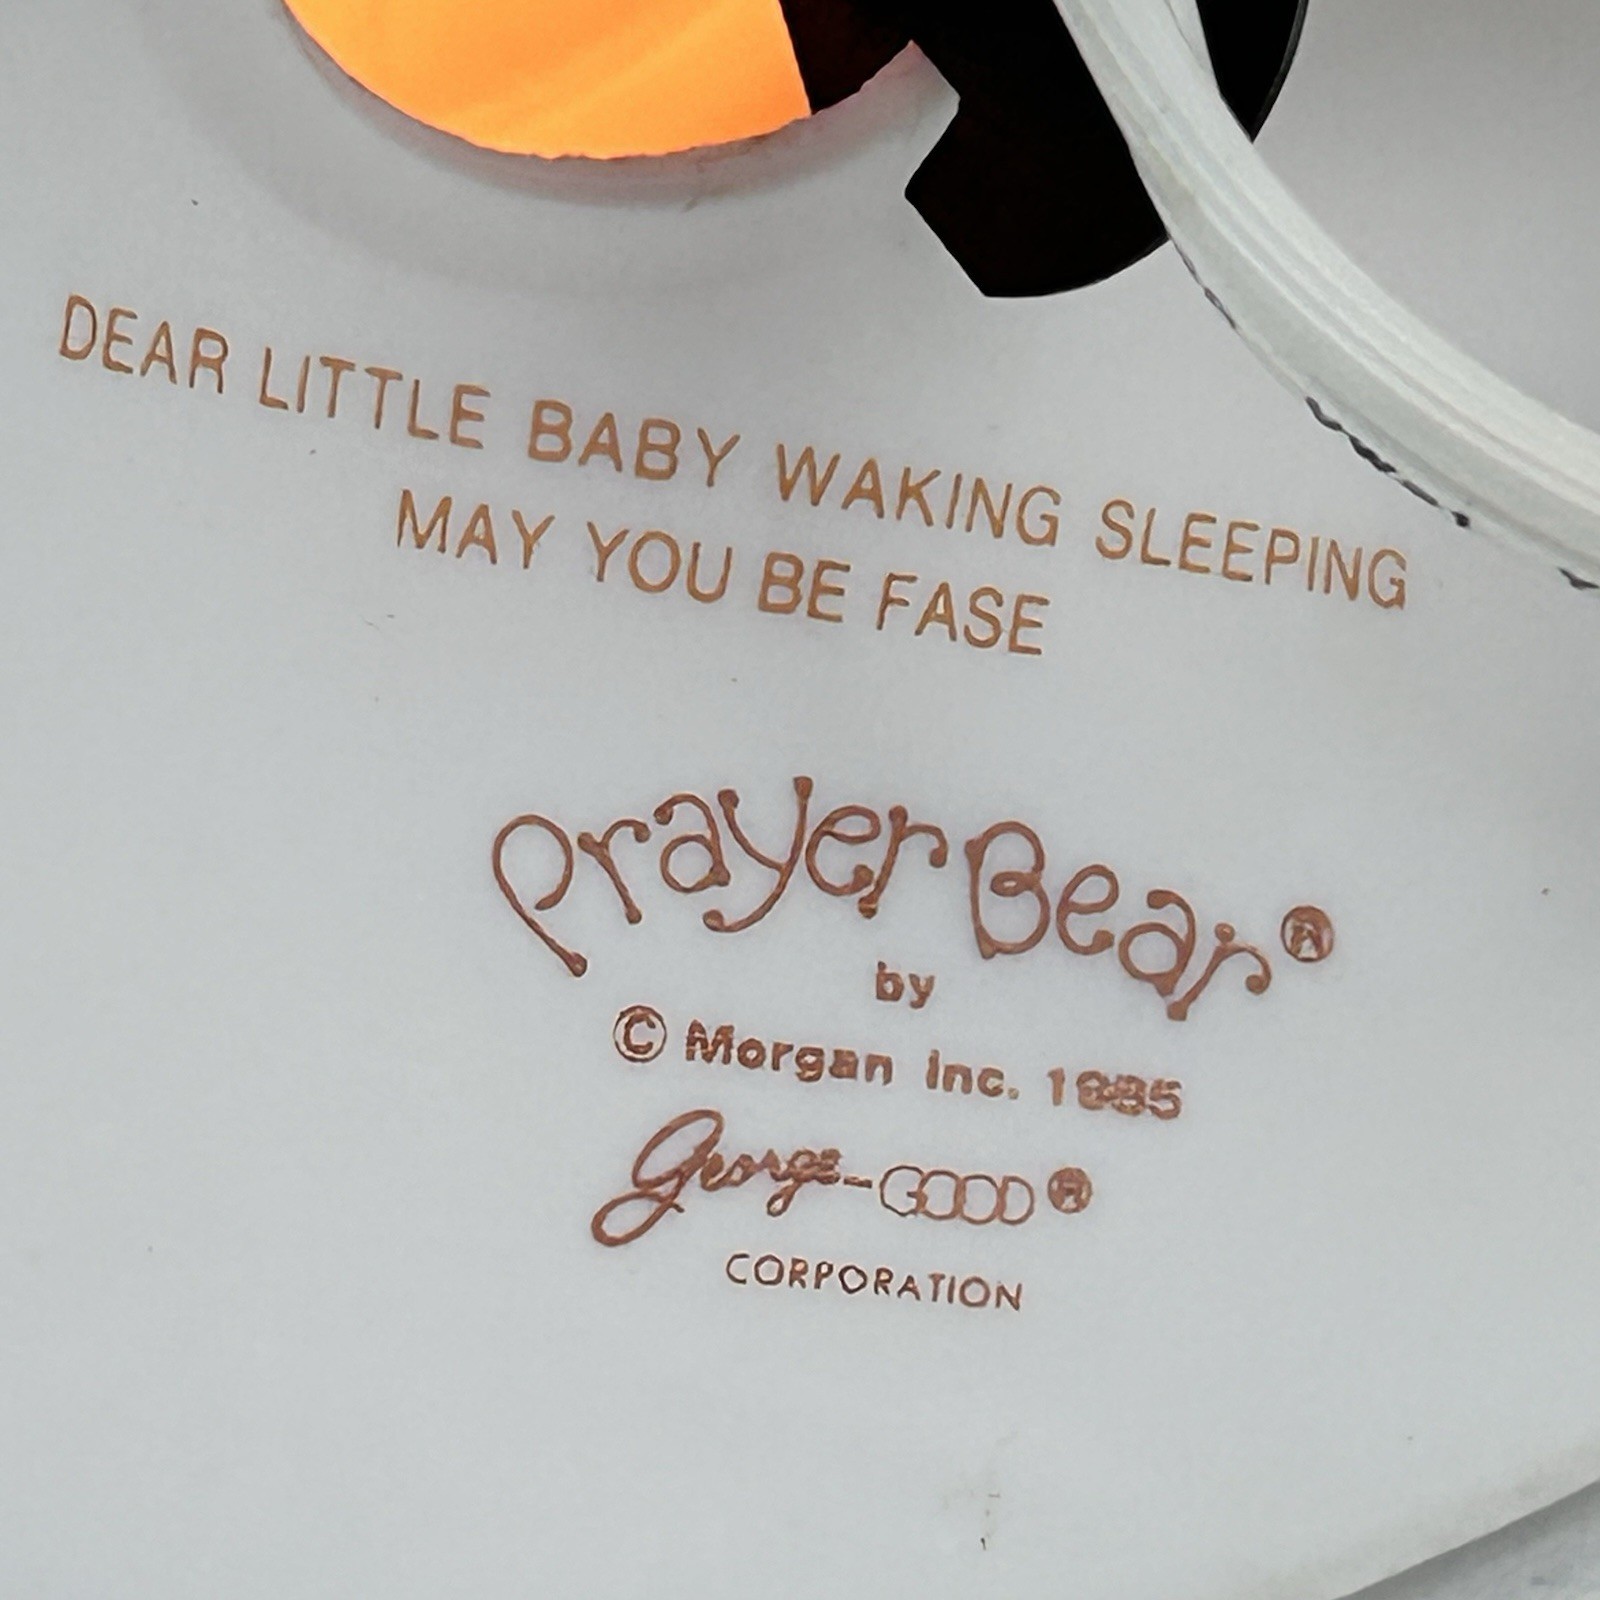 DEAR LITTLE BABY WAKING SLEEPING
MAY YOU BE FASE
Prayer Bear®
by
© Morgan Inc. 1985
George-GOOD®
CORPORATION